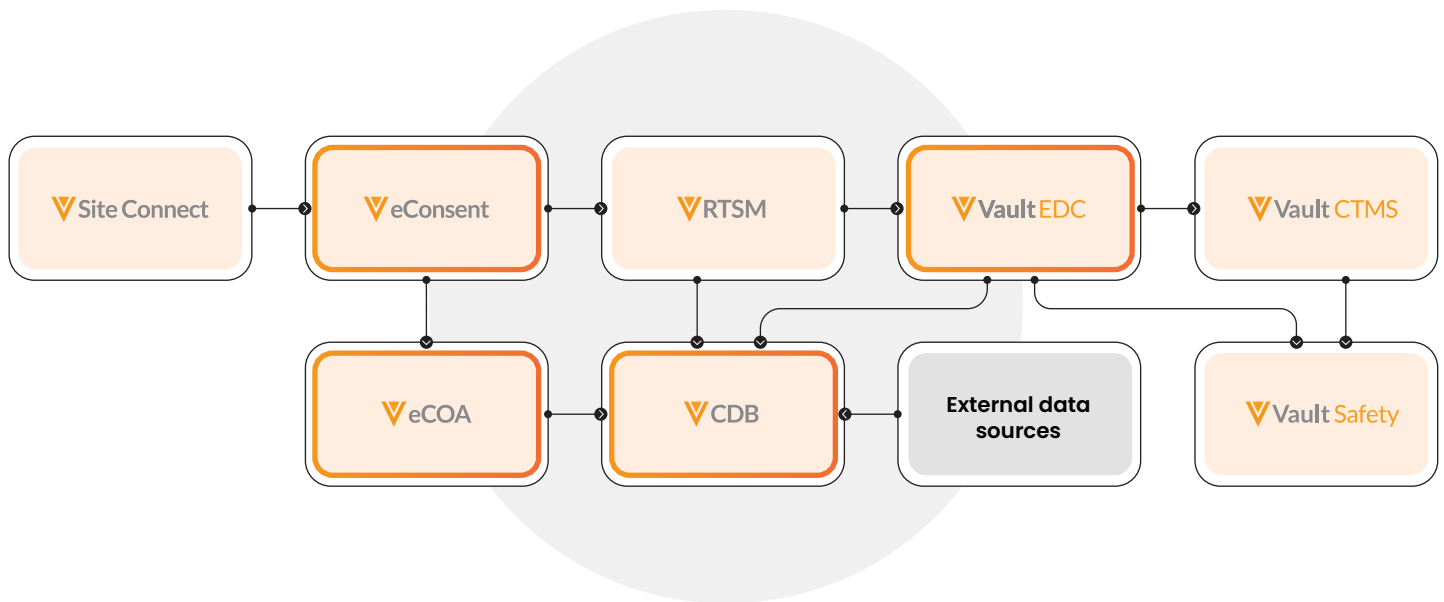 Site Connect
eConsent
RTSM
Vault EDC
Vault CTMS
eCOA
CDB
External data
sources
Vault Safety